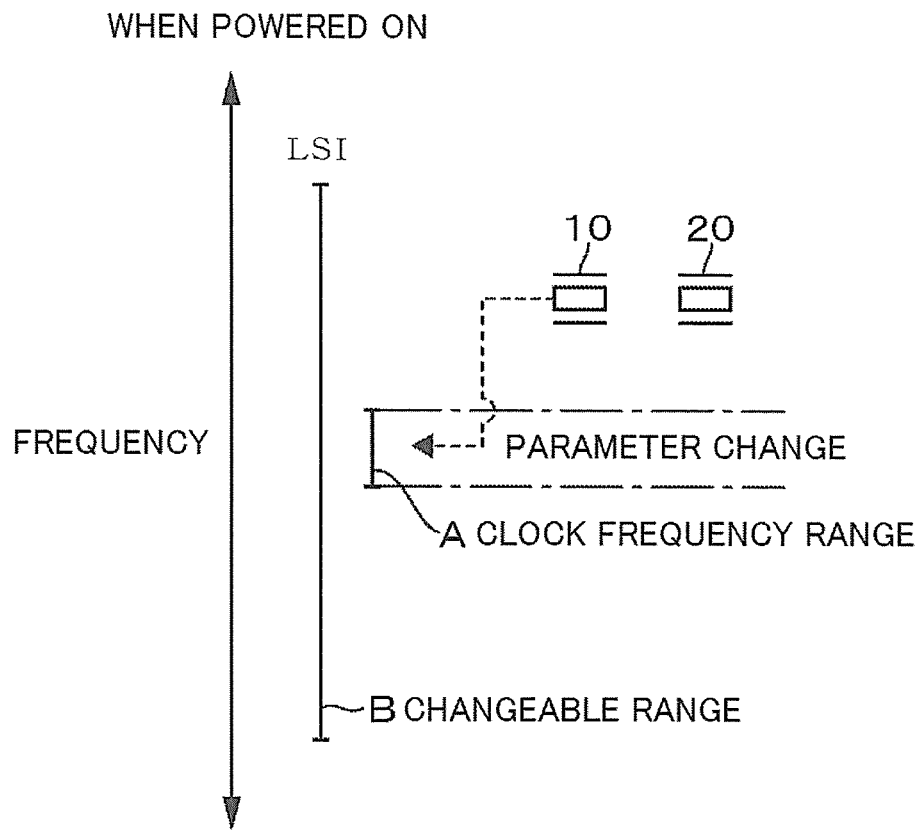 WHEN POWERED ON
LSI
10 20
FREQUENCY
PARAMETER CHANGE
A CLOCK FREQUENCY RANGE
B CHANGEABLE RANGE